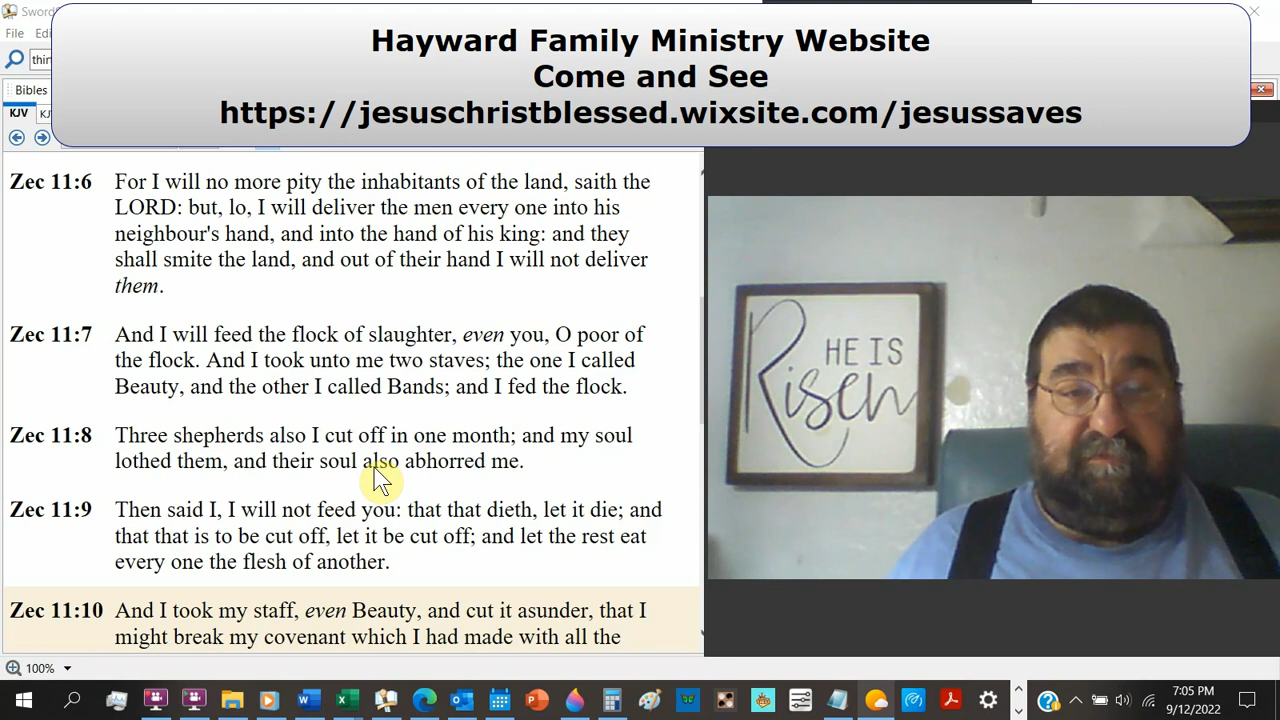 Sword
Hayward Family Ministry Website
Come and See
https://jesuschristblessed.wixsite.com/jesussaves
File
Bibles
KJV
Zec 11:6 For I will no more pity the inhabitants of the land, saith the
LORD: but, lo, I will deliver the men every one into his
neighbour's hand, and into the hand of his king: and they
shall smite the land, and out of their hand I will not deliver
them.
Zec 11:7 And I will feed the flock of slaughter, even you, O poor of
the flock. And I took unto me two staves; the one I called
Beauty, and the other I called Bands; and I fed the flock.
Zec 11:8 Three shepherds also I cut off in one month; and my soul
lothed them, and their soul also abhorred me.
Zec 11:9 Then said I, I will not feed you: that that dieth, let it die; and
that that is to be cut off, let it be cut off; and let the rest eat
every one the flesh of another.
Zec 11:10 And I took my staff, even Beauty, and cut it asunder, that I
might break my covenant which I had made with all the
HE IS
Risen
100%
7:05 PM
9/12/2022